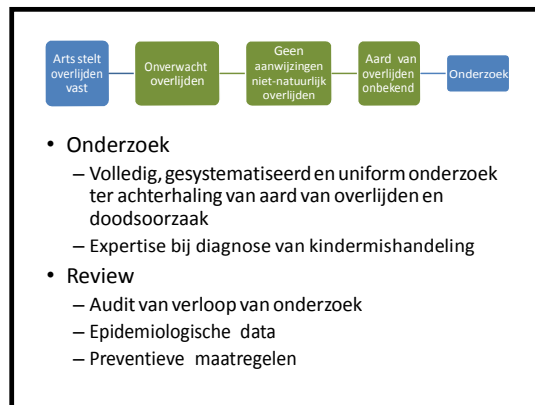 Arts stelt
overlijden
vast
Onverwacht
overlijden
Geen
aanwijzingen
niet-natuurlijk
overlijden
Aard van
overlijden
onbekend
Onderzoek
• Onderzoek
– Volledig, gesystematiseerd en uniform onderzoek
ter achterhaling van aard van overlijden en
doodsoorzaak
– Expertise bij diagnose van kindermishandeling
• Review
– Audit van verloop van onderzoek
– Epidemiologische data
– Preventieve maatregelen